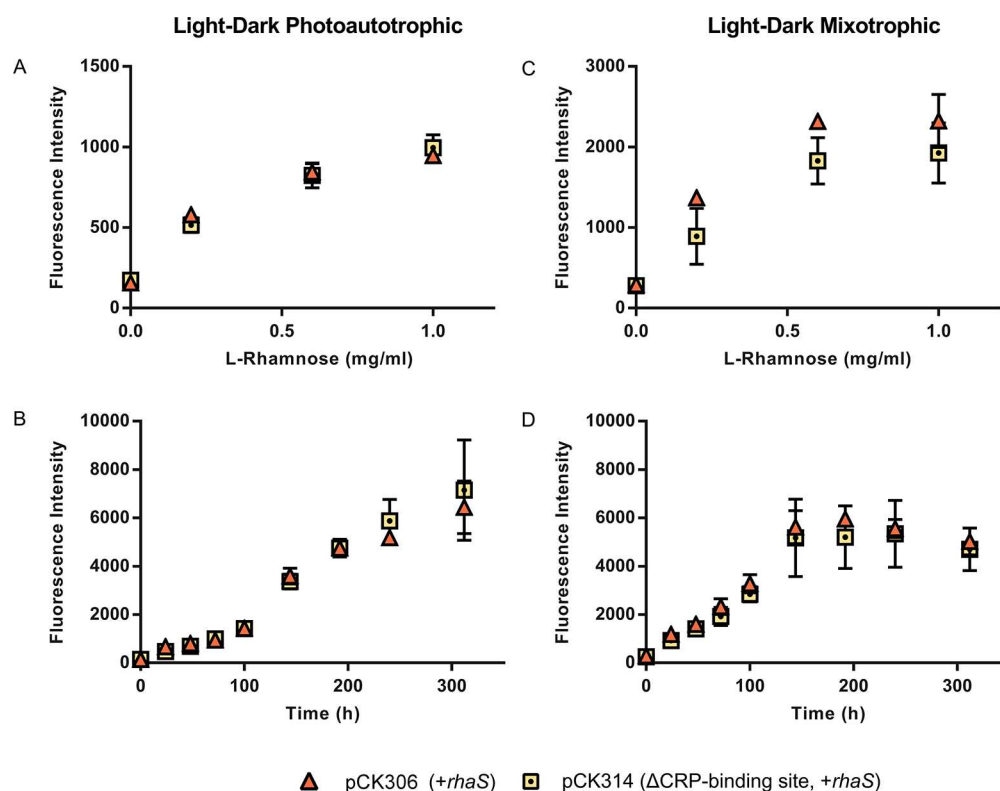 Light-Dark Photoautotrophic
Light-Dark Mixotrophic
A
1500
1000
500
0
Fluorescence Intensity
0.0 0.5 1.0
L-Rhamnose (mg/ml)
C
3000
2000
1000
0
Fluorescence Intensity
0.0 0.5 1.0
L-Rhamnose (mg/ml)
B
10000
8000
6000
4000
2000
0
Fluorescence Intensity
0 100 200 300
Time (h)
D
10000
8000
6000
4000
2000
0
Fluorescence Intensity
0 100 200 300
Time (h)
pCK306 (+rhaS) pCK314 (ΔCRP-binding site, +rhaS)